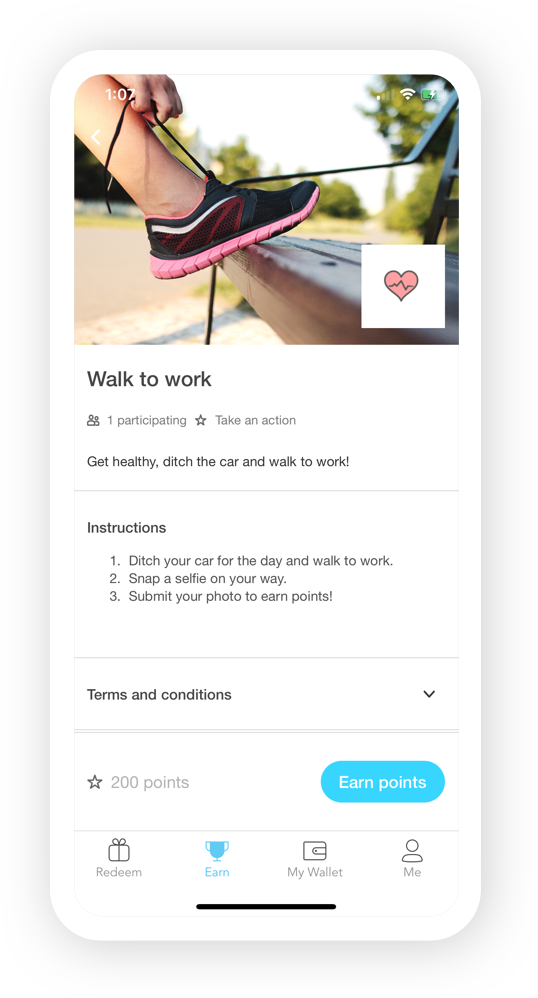 1:07
Walk to work
1 participating Take an action
Get healthy, ditch the car and walk to work!
Instructions
1. Ditch your car for the day and walk to work.
2. Snap a selfie on your way.
3. Submit your photo to earn points!
Terms and conditions
200 points Earn points
Redeem Earn My Wallet Me